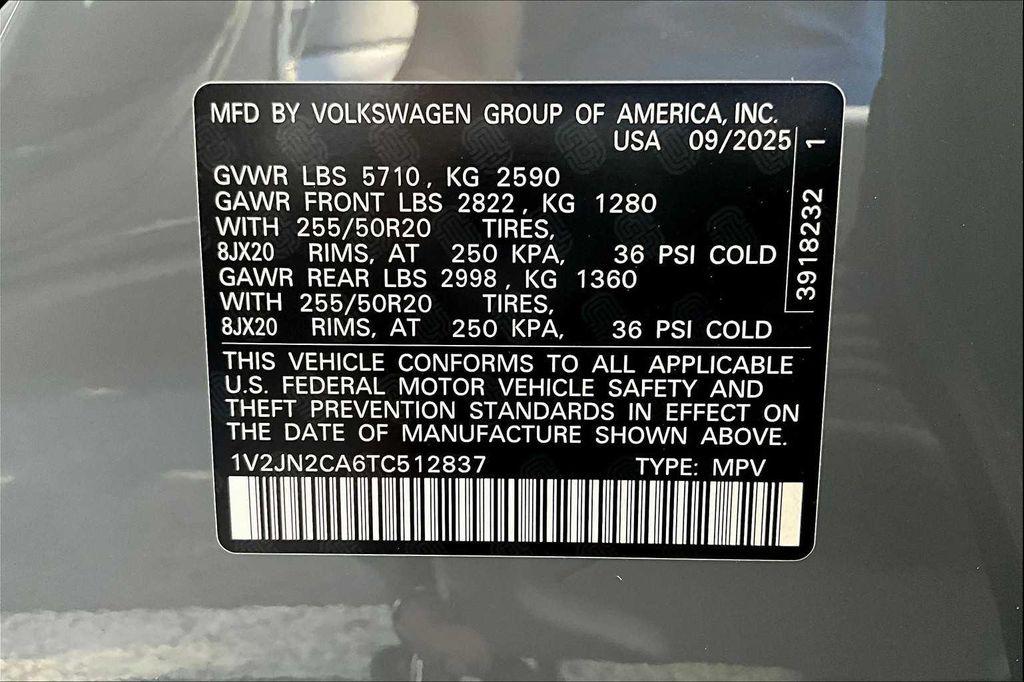 MFD BY VOLKSWAGEN GROUP OF AMERICA, INC.
USA 09/2025
GVWR LBS 5710, KG 2590
GAWR FRONT LBS 2822, KG 1280
WITH 255/50R20 TIRES,
8JX20 RIMS, AT 250 KPA, 36 PSI COLD
GAWR REAR LBS 2998, KG 1360
WITH 255/50R20 TIRES,
8JX20 RIMS, AT 250 KPA, 36 PSI COLD
3918232 1
THIS VEHICLE CONFORMS TO ALL APPLICABLE
U.S. FEDERAL MOTOR VEHICLE SAFETY AND
THEFT PREVENTION STANDARDS IN EFFECT ON
THE DATE OF MANUFACTURE SHOWN ABOVE.
1V2JN2CA6TC512837 TYPE: MPV